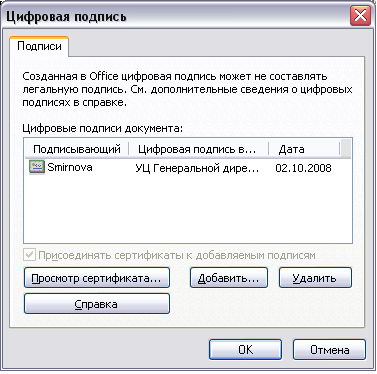 Цифровая подпись
Подписи
Созданная в Office цифровая подпись может не составлять
легальную подпись. См. дополнительные сведения о цифровых
подписях в справке.
Цифровые подписи документа:
Подписывающий Цифровая подпись в... Дата
Smirnova УЦ Генеральной дире... 02.10.2008
Присоединять сертификаты к добавляемым подписям
Просмотр сертификата... Добавить... Удалить
Справка
ОК Отмена